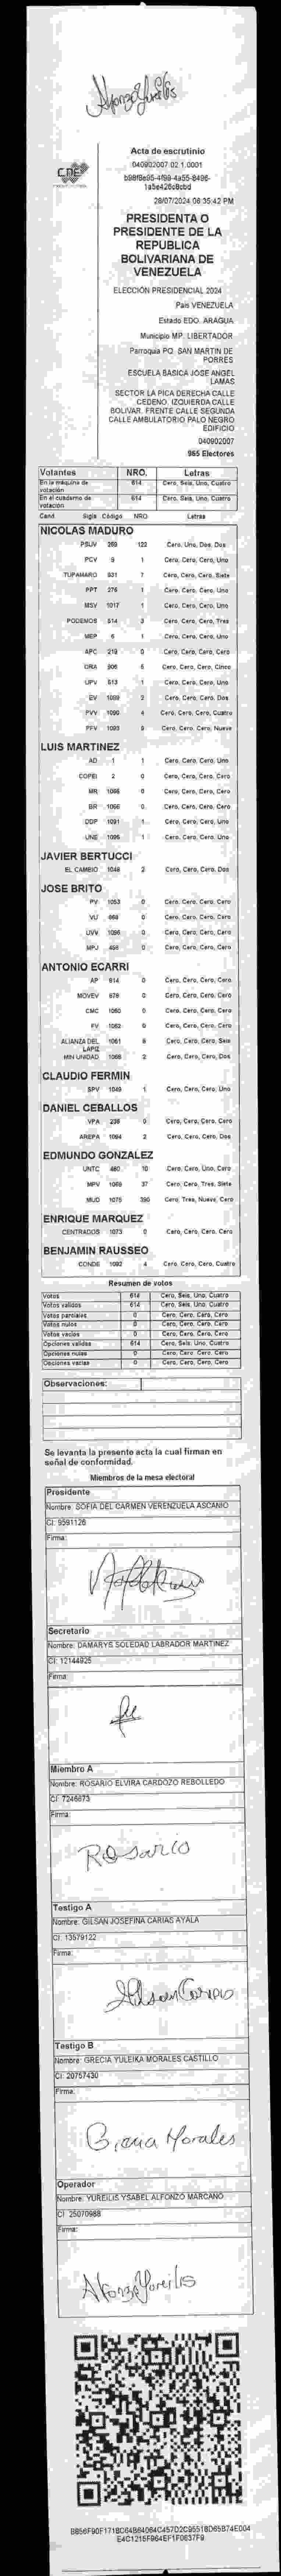 Alfonzo Yureilis
CDE
Acta de escrutinio
040902007.02.1.0001
28/07/2024 08:35:42 PM
PRESIDENTA O
PRESIDENTE DE LA
REPUBLICA
BOLIVARIANA DE
VENEZUELA
ELECCIÓN PRESIDENCIAL 2024
Pais VENEZUELA
Estado EDO. ARAGUA
Municipio MP. LIBERTADOR
Parroquia PQ. SAN MARTIN DE
PORRES
ESCUELA BASICA JOSE ANGEL
LAMAS
SECTOR LA PICA DERECHA CALLE
CEDENO. IZQUIERDA CALLE
BOLIVAR. FRENTE CALLE SEGUNDA
CALLE AMBULATORIO PALO NEGRO
EDIFICIO
040902007
965 Electores
Votantes NRO. Letras
En la máquina de votación 614 Cero, Seis, Uno, Cuatro
En el cuaderno de votación 614 Cero, Seis, Uno, Cuatro
Cand. Sigla Código NRO. Letras
NICOLAS MADURO
PSUV 269 122 Cero, Uno, Dos, Dos
PCV 9 1 Cero, Cero, Cero, Uno
TUPAMARO 931 7 Cero, Cero, Cero, Siete
PPT 275 1 Cero, Cero, Cero, Uno
MSV 1017 1 Cero, Cero, Cero, Uno
PODEMOS 514 3 Cero, Cero, Cero, Tres
MEP 6 1 Cero, Cero, Cero, Uno
APC 219 0 Cero, Cero, Cero, Cero
ORA 906 5 Cero, Cero, Cero, Cinco
UPV 613 1 Cero, Cero, Cero, Uno
EV 1089 2 Cero, Cero, Cero, Dos
PVV 1090 4 Cero, Cero, Cero, Cuatro
PFV 1093 9 Cero, Cero, Cero, Nueve
LUIS MARTINEZ
AD 1 1 Cero, Cero, Cero, Uno
COPEI 2 0 Cero, Cero, Cero, Cero
MR 1065 0 Cero, Cero, Cero, Cero
BR 1066 0 Cero, Cero, Cero, Cero
DDP 1091 1 Cero, Cero, Cero, Uno
UNE 1095 1 Cero, Cero, Cero, Uno
JAVIER BERTUCCI
EL CAMBIO 1048 2 Cero, Cero, Cero, Dos
JOSE BRITO
PV 1053 0 Cero, Cero, Cero, Cero
VU 868 0 Cero, Cero, Cero, Cero
UVV 1096 0 Cero, Cero, Cero, Cero
MPJ 495 0 Cero, Cero, Cero, Cero
ANTONIO ECARRI
AP 914 0 Cero, Cero, Cero, Cero
MOVEV 879 0 Cero, Cero, Cero, Cero
CMC 1080 0 Cero, Cero, Cero, Cero
FV 1052 0 Cero, Cero, Cero, Cero
ALIANZA DEL LAPIZ 1061 6 Cero, Cero, Cero, Seis
MIN UNIDAD 1068 2 Cero, Cero, Cero, Dos
CLAUDIO FERMIN
SPV 1049 1 Cero, Cero, Cero, Uno
DANIEL CEBALLOS
VPA 235 0 Cero, Cero, Cero, Cero
AREPA 1084 2 Cero, Cero, Cero, Dos
EDMUNDO GONZALEZ
UNTC 480 10 Cero, Cero, Uno, Cero
MPV 1069 37 Cero, Cero, Tres, Siete
MUD 1075 390 Cero, Tres, Nueve, Cero
ENRIQUE MARQUEZ
CENTRADOS 1073 0 Cero, Cero, Cero, Cero
BENJAMIN RAUSSEO
CONDE 1092 4 Cero, Cero, Cero, Cuatro
Resumen de votos
Votos 614 Cero, Seis, Uno, Cuatro
Votos validos 614 Cero, Seis, Uno, Cuatro
Votos parciales 0 Cero, Cero, Cero, Cero
Votos nulos 0 Cero, Cero, Cero, Cero
Votos vacios 0 Cero, Cero, Cero, Cero
Opciones validas 614 Cero, Seis, Uno, Cuatro
Opciones nulas 0 Cero, Cero, Cero, Cero
Opciones vacias 0 Cero, Cero, Cero, Cero
Observaciones:
Se levanta la presente acta la cual firman en
señal de conformidad.
Miembros de la mesa electoral
Presidente
Nombre: SOFIA DEL CARMEN VERENZUELA ASCANIO
CI: 9591126
Firma:
Secretario
Nombre: DAMARYS SOLEDAD LABRADOR MARTINEZ
CI: 12144925
Firma:
Miembro A
Nombre: ROSARIO ELVIRA CARDOZO REBOLLEDO
CI: 7246673
Firma:
Rosario
Testigo A
Nombre: GILSAN JOSEFINA CARIAS AYALA
CI: 13579122
Firma:
Gilsan Carias
Testigo B
Nombre: GRECIA YULEIKA MORALES CASTILLO
CI: 20757430
Firma:
Grecia Morales
Operador
Nombre: YUREILIS YSABEL ALFONZO MARCANO
CI: 25070988
Firma:
Alfonzo Yureilis